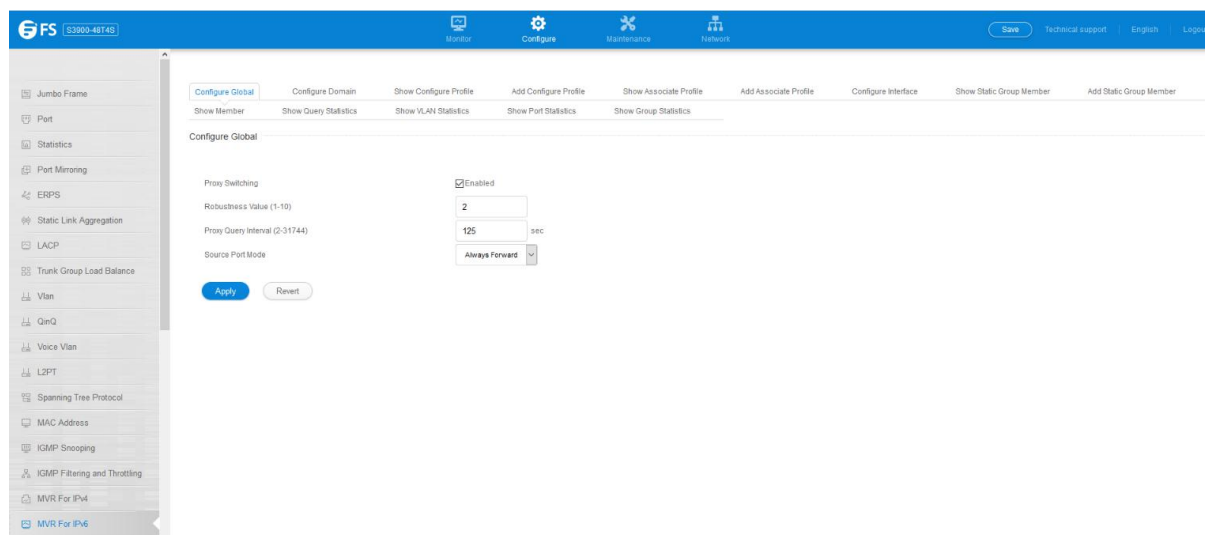 FS S3900-48T4S
Monitor Configure Maintenance Network
Save Technical support English Logou
Configure Global Configure Domain Show Configure Profile Add Configure Profile Show Associate Profile Add Associate Profile Configure Interface Show Static Group Member Add Static Group Member
Show Member Show Query Statistics Show VLAN Statistics Show Port Statistics Show Group Statistics
Configure Global
Proxy Switching Enabled
Robustness Value (1-10) 2
Proxy Query Interval (2-31744) 125 sec
Source Port Mode Always Forward
Apply Revert
Jumbo Frame
Port
Statistics
Port Mirroring
ERPS
Static Link Aggregation
LACP
Trunk Group Load Balance
Vlan
QinQ
Voice Vlan
L2PT
Spanning Tree Protocol
MAC Address
IGMP Snooping
IGMP Filtering and Throttling
MVR For IPv4
MVR For IPv6